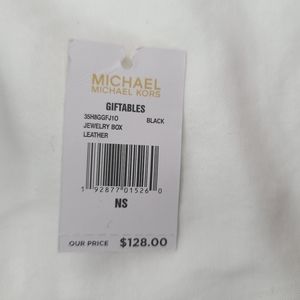 MICHAEL
MICHAEL KORS
GIFTABLES
35H8GGFJ1O BLACK
JEWELRY BOX
LEATHER
1 92877 01526 0
NS
OUR PRICE $128.00